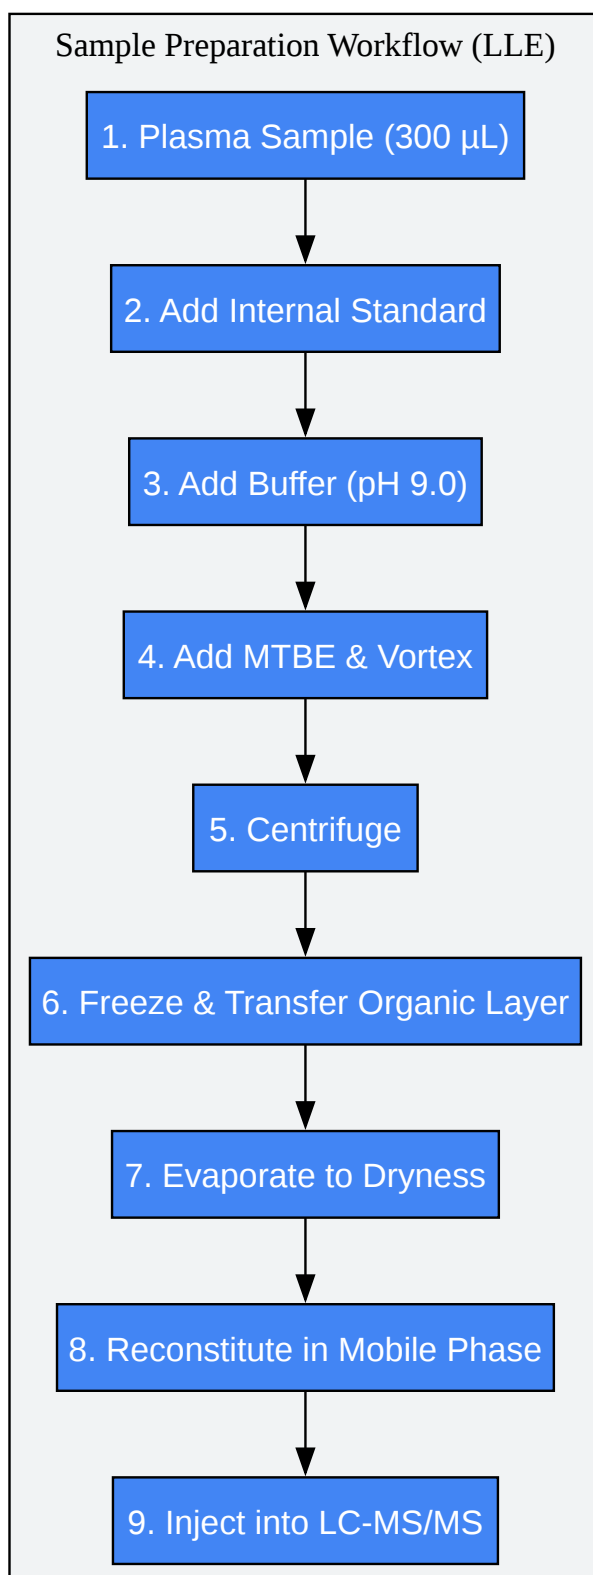 Sample Preparation Workflow (LLE)
1. Plasma Sample (300 µL)
2. Add Internal Standard
3. Add Buffer (pH 9.0)
4. Add MTBE & Vortex
5. Centrifuge
6. Freeze & Transfer Organic Layer
7. Evaporate to Dryness
8. Reconstitute in Mobile Phase
9. Inject into LC-MS/MS